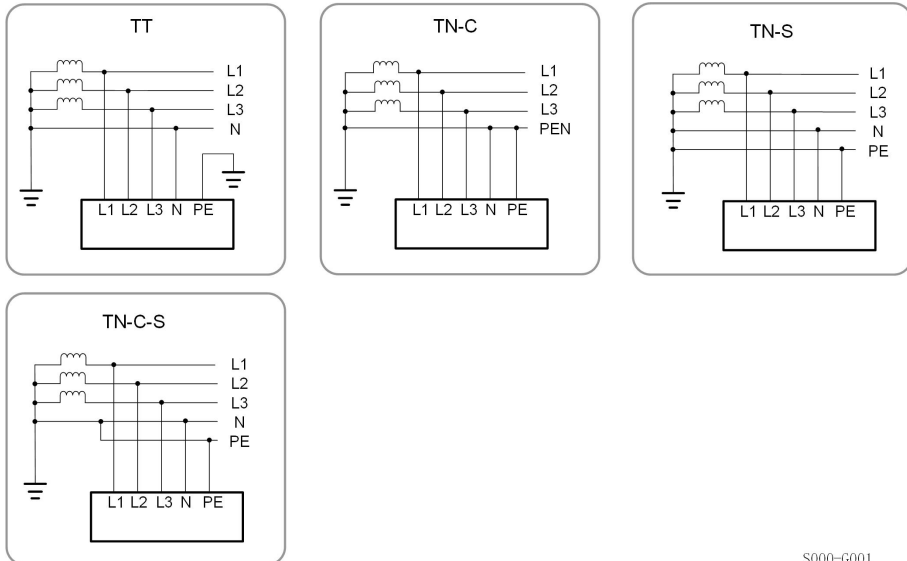 TT
L1
L2
L3
N
L1 L2 L3 N PE
TN-C
L1
L2
L3
PEN
L1 L2 L3 N PE
TN-S
L1
L2
L3
N
PE
L1 L2 L3 N PE
TN-C-S
L1
L2
L3
N
PE
L1 L2 L3 N PE
S000-G001